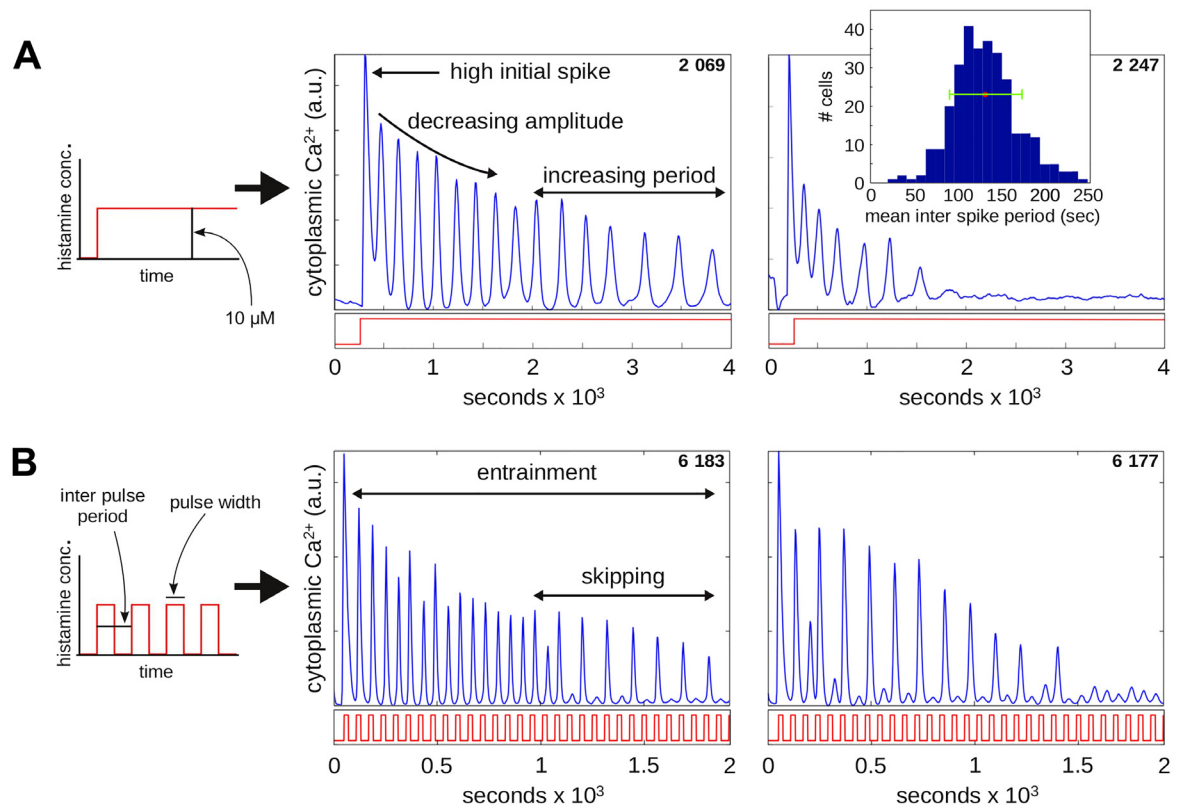 A
histamine conc.
time
10 µM
cytoplasmic Ca²⁺ (a.u.)
high initial spike
decreasing amplitude
increasing period
2 069
0 1 2 3 4
seconds x 10³
2 247
# cells
40
30
20
10
0
0 50 100 150 200 250
mean inter spike period (sec)
0 1 2 3 4
seconds x 10³
B
inter pulse
period
pulse width
histamine conc.
time
cytoplasmic Ca²⁺ (a.u.)
entrainment
skipping
6 183
0 0.5 1 1.5 2
seconds x 10³
6 177
0 0.5 1 1.5 2
seconds x 10³